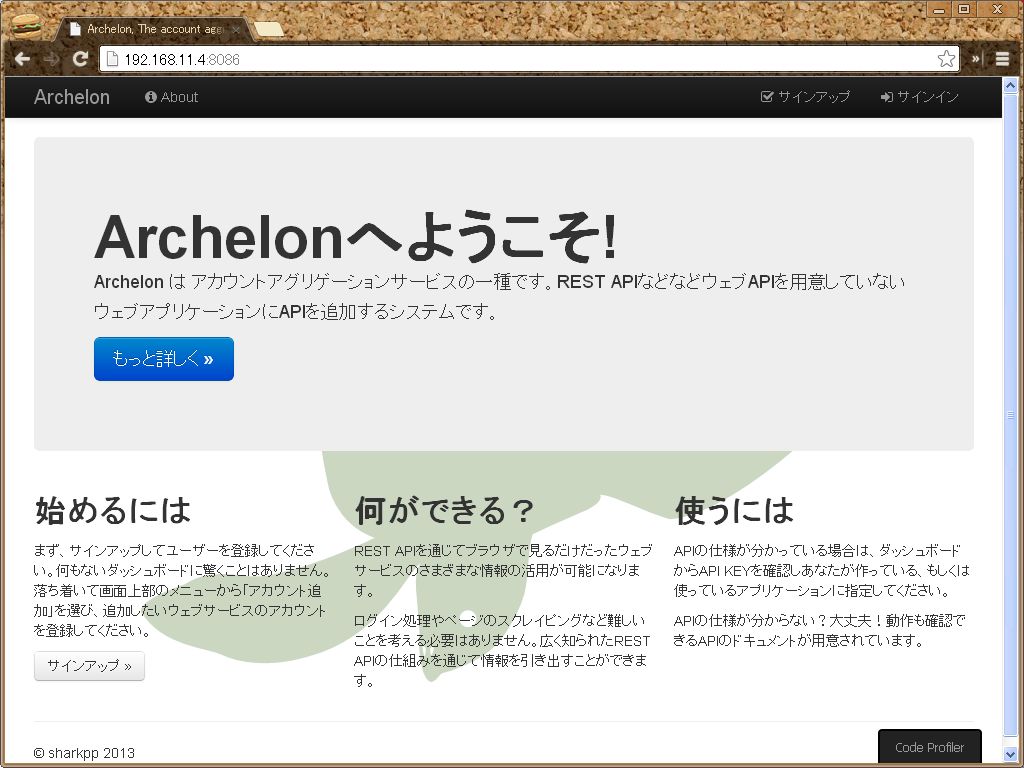 Archelon, The account agg
192.168.11.4:8086
»
Archelon
About
サインアップ
サインイン
Archelonへようこそ!
Archelon は アカウントアグリゲーションサービスの一種です。REST APIなどなどウェブAPIを用意していない
ウェブアプリケーションにAPIを追加するシステムです。
もっと詳しく »
始めるには
まず、サインアップしてユーザーを登録してくださ
い。何もないダッシュボードに驚くことはありません。
落ち着いて画面上部のメニューから「アカウント追
加」を選び、追加したいウェブサービスのアカウント
を登録してください。
サインアップ »
何ができる？
REST APIを通じてブラウザで見るだけだったウェブ
サービスのさまざまな情報の活用が可能になりま
す。
ログイン処理やページのスクレイピングなど難しい
ことを考える必要はありません。広く知られたREST
APIの仕組みを通じて情報を引き出すことができま
す。
使うには
APIの仕様が分かっている場合は、ダッシュボード
からAPI KEYを確認しあなたが作っている、もしくは
使っているアプリケーションに指定してください。
APIの仕様が分からない？大丈夫！動作も確認で
きるAPIのドキュメントが用意されています。
© sharkpp 2013
Code Profiler